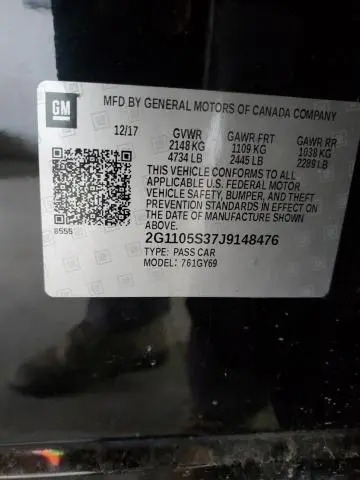 GM
MFD BY GENERAL MOTORS OF CANADA COMPANY
12/17 GVWR GAWR FRT GAWR RR
2148 KG 1109 KG 1038 KG
4734 LB 2445 LB 2289 LB
THIS VEHICLE CONFORMS TO ALL
APPLICABLE U.S. FEDERAL MOTOR
VEHICLE SAFETY, BUMPER, AND THEFT
PREVENTION STANDARDS IN EFFECT ON
THE DATE OF MANUFACTURE SHOWN
ABOVE.
8555
2G1105S37J9148476
TYPE: PASS CAR
MODEL: 761GY69